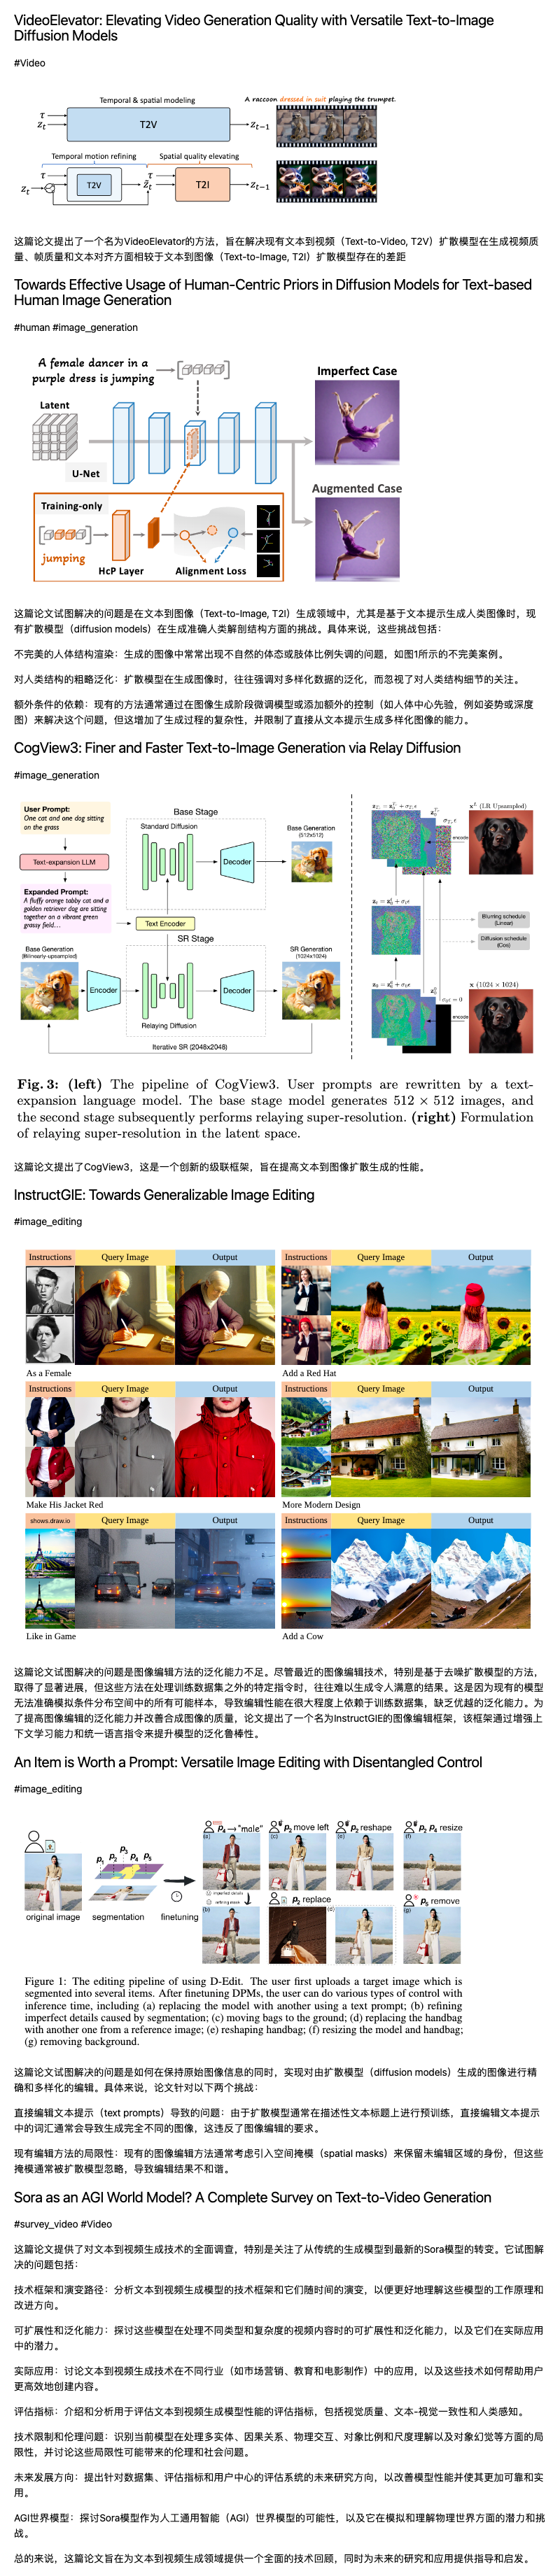 VideoElevator: Elevating Video Generation Quality with Versatile Text-to-Image
Diffusion Models
#Video
Temporal & spatial modeling
A raccoon dressed in suit playing the trumpet.
τ
Zt
T2V
Zt−1
Temporal motion refining
Spatial quality elevating
τ
Zt
T2V
τ
Z̃t
T2I
Zt−1
这篇论文提出了一个名为VideoElevator的方法，旨在解决现有文本到视频（Text-to-Video, T2V）扩散模型在生成视频质
量、帧质量和文本对齐方面相较于文本到图像（Text-to-Image, T2I）扩散模型存在的差距
Towards Effective Usage of Human-Centric Priors in Diffusion Models for Text-based
Human Image Generation
#human #image_generation
A female dancer in a
purple dress is jumping
Imperfect Case
Latent
U-Net
Augmented Case
Training-only
jumping
HcP Layer
Alignment Loss
这篇论文试图解决的问题是在文本到图像（Text-to-Image, T2I）生成领域中，尤其是基于文本提示生成人类图像时，现
有扩散模型（diffusion models）在生成准确人类解剖结构方面的挑战。具体来说，这些挑战包括：
不完美的人体结构渲染：生成的图像中常常出现不自然的体态或肢体比例失调的问题，如图1所示的不完美案例。
对人类结构的粗略泛化：扩散模型在生成图像时，往往强调对多样化数据的泛化，而忽视了对人类结构细节的关注。
额外条件的依赖：现有的方法通常通过在图像生成阶段微调模型或添加额外的控制（如人体中心先验，例如姿势或深度
图）来解决这个问题，但这增加了生成过程的复杂性，并限制了直接从文本提示生成多样化图像的能力。
CogView3: Finer and Faster Text-to-Image Generation via Relay Diffusion
#image_generation
User Prompt:
One cat and one dog sitting
on the grass
Text-expansion LLM
Expanded Prompt:
A fluffy orange tabby cat and a
golden retriever dog are sitting
together on a vibrant green
grassy field....
Base Stage
Standard Diffusion
Decoder
Base Generation
(512x512)
Text Encoder
SR Stage
Base Generation
(Bilinearly-upsampled)
Encoder
Relaying Diffusion
Decoder
SR Generation
(1024x1024)
Iterative SR (2048x2048)
x^L (LR Upsampled)
encode
Blurring schedule
(Linear)
Diffusion schedule
(Cos)
x (1024 × 1024)
encode
Fig. 3: (left) The pipeline of CogView3. User prompts are rewritten by a text-
expansion language model. The base stage model generates 512 × 512 images, and
the second stage subsequently performs relaying super-resolution. (right) Formulation
of relaying super-resolution in the latent space.
这篇论文提出了CogView3，这是一个创新的级联框架，旨在提高文本到图像扩散生成的性能。
InstructGIE: Towards Generalizable Image Editing
#image_editing
Instructions Query Image Output Instructions Query Image Output
As a Female Add a Red Hat
Instructions Query Image Output Instructions Query Image Output
Make His Jacket Red More Modern Design
shows.draw.io Query Image Output Instructions Query Image Output
Like in Game Add a Cow
这篇论文试图解决的问题是图像编辑方法的泛化能力不足。尽管最近的图像编辑技术，特别是基于去噪扩散模型的方法，
取得了显著进展，但这些方法在处理训练数据集之外的特定指令时，往往难以生成令人满意的结果。这是因为现有的模型
无法准确模拟条件分布空间中的所有可能样本，导致编辑性能在很大程度上依赖于训练数据集，缺乏优越的泛化能力。为
了提高图像编辑的泛化能力并改善合成图像的质量，论文提出了一个名为InstructGIE的图像编辑框架，该框架通过增强上
下文学习能力和统一语言指令来提升模型的泛化鲁棒性。
An Item is Worth a Prompt: Versatile Image Editing with Disentangled Control
#image_editing
p4→"male" p2 move left p2 reshape p2 p4 resize
(a) (c) (e) (f)
p1 p2 p3 p4 p5
original image segmentation finetuning
imperfect details
refining mask
p2 replace p5 remove
(b) (d) (g)
Figure 1: The editing pipeline of using D-Edit. The user first uploads a target image which is
segmented into several items. After finetuning DPMs, the user can do various types of control with
inference time, including (a) replacing the model with another using a text prompt; (b) refining
imperfect details caused by segmentation; (c) moving bags to the ground; (d) replacing the handbag
with another one from a reference image; (e) reshaping handbag; (f) resizing the model and handbag;
(g) removing background.
这篇论文试图解决的问题是如何在保持原始图像信息的同时，实现对由扩散模型（diffusion models）生成的图像进行精
确和多样化的编辑。具体来说，论文针对以下两个挑战：
直接编辑文本提示（text prompts）导致的问题：由于扩散模型通常在描述性文本标题上进行预训练，直接编辑文本提示
中的词汇通常会导致生成完全不同的图像，这违反了图像编辑的要求。
现有编辑方法的局限性：现有的图像编辑方法通常考虑引入空间掩模（spatial masks）来保留未编辑区域的身份，但这些
掩模通常被扩散模型忽略，导致编辑结果不和谐。
Sora as an AGI World Model? A Complete Survey on Text-to-Video Generation
#survey_video #Video
这篇论文提供了对文本到视频生成技术的全面调查，特别是关注了从传统的生成模型到最新的Sora模型的转变。它试图解
决的问题包括：
技术框架和演变路径：分析文本到视频生成模型的技术框架和它们随时间的演变，以便更好地理解这些模型的工作原理和
改进方向。
可扩展性和泛化能力：探讨这些模型在处理不同类型和复杂度的视频内容时的可扩展性和泛化能力，以及它们在实际应用
中的潜力。
实际应用：讨论文本到视频生成技术在不同行业（如市场营销、教育和电影制作）中的应用，以及这些技术如何帮助用户
更高效地创建内容。
评估指标：介绍和分析用于评估文本到视频生成模型性能的评估指标，包括视觉质量、文本-视觉一致性和人类感知。
技术限制和伦理问题：识别当前模型在处理多实体、因果关系、物理交互、对象比例和尺度理解以及对象幻觉等方面的局
限性，并讨论这些局限性可能带来的伦理和社会问题。
未来发展方向：提出针对数据集、评估指标和用户中心的评估系统的未来研究方向，以改善模型性能并使其更加可靠和实
用。
AGI世界模型：探讨Sora模型作为人工通用智能（AGI）世界模型的可能性，以及它在模拟和理解物理世界方面的潜力和挑
战。
总的来说，这篇论文旨在为文本到视频生成领域提供一个全面的技术回顾，同时为未来的研究和应用提供指导和启发。